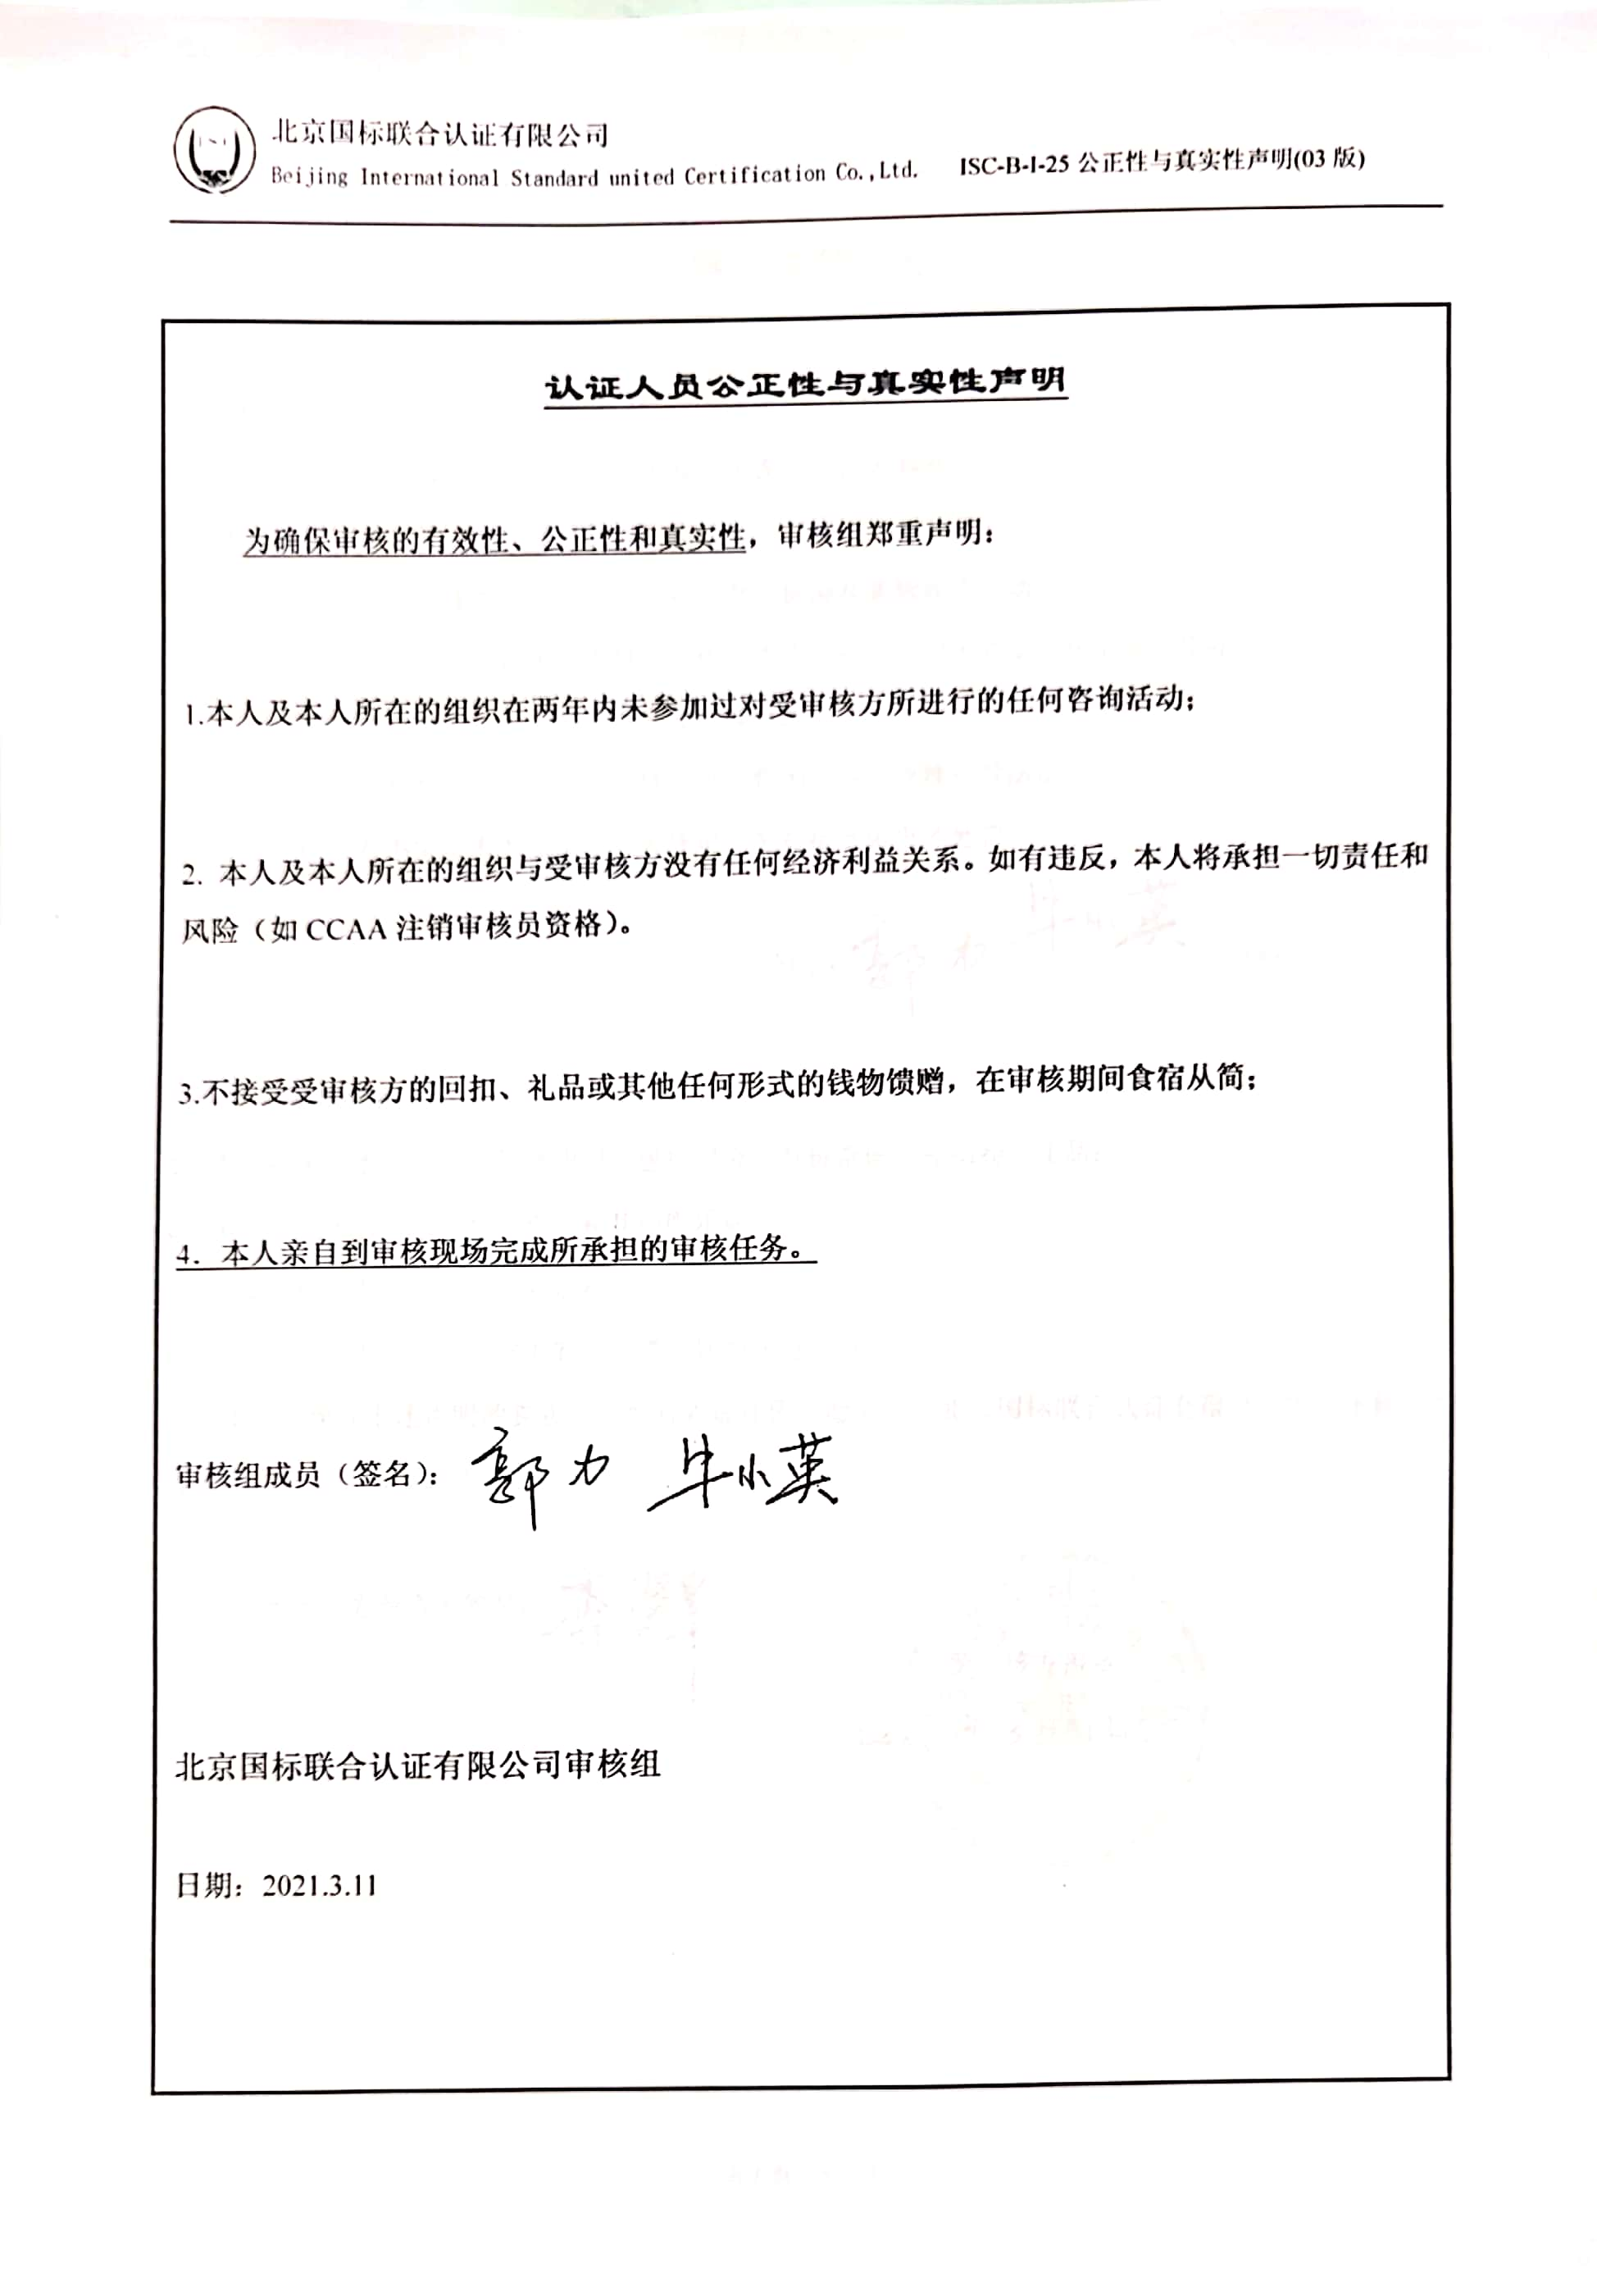 北京国标联合认证有限公司
Beijing International Standard united Certification Co.,Ltd. ISC-B-I-25 公正性与真实性声明(03 版)
认证人员公正性与真实性声明
为确保审核的有效性、公正性和真实性，审核组郑重声明：
1.本人及本人所在的组织在两年内未参加过对受审核方所进行的任何咨询活动；
2. 本人及本人所在的组织与受审核方没有任何经济利益关系。如有违反，本人将承担一切责任和
风险（如 CCAA 注销审核员资格）。
3.不接受受审核方的回扣、礼品或其他任何形式的钱物馈赠，在审核期间食宿从简；
4. 本人亲自到审核现场完成所承担的审核任务。
审核组成员（签名）： 郭力 牛小英
北京国标联合认证有限公司审核组
日期：2021.3.11